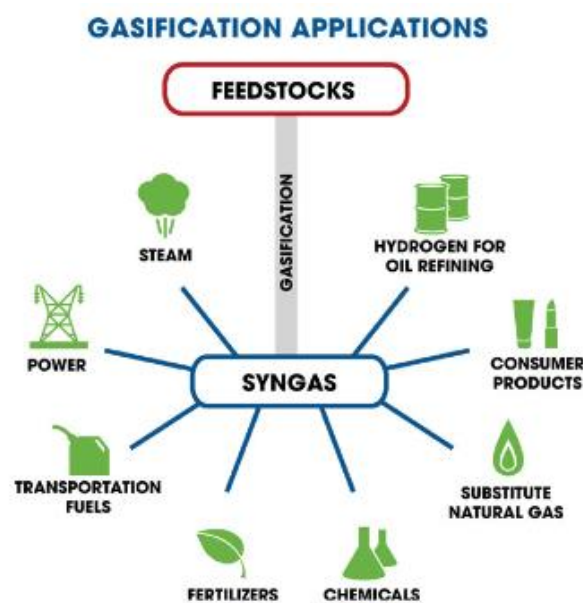 GASIFICATION APPLICATIONS
FEEDSTOCKS
GASIFICATION
STEAM
HYDROGEN FOR
OIL REFINING
POWER
SYNGAS
CONSUMER
PRODUCTS
TRANSPORTATION
FUELS
SUBSTITUTE
NATURAL GAS
FERTILIZERS
CHEMICALS